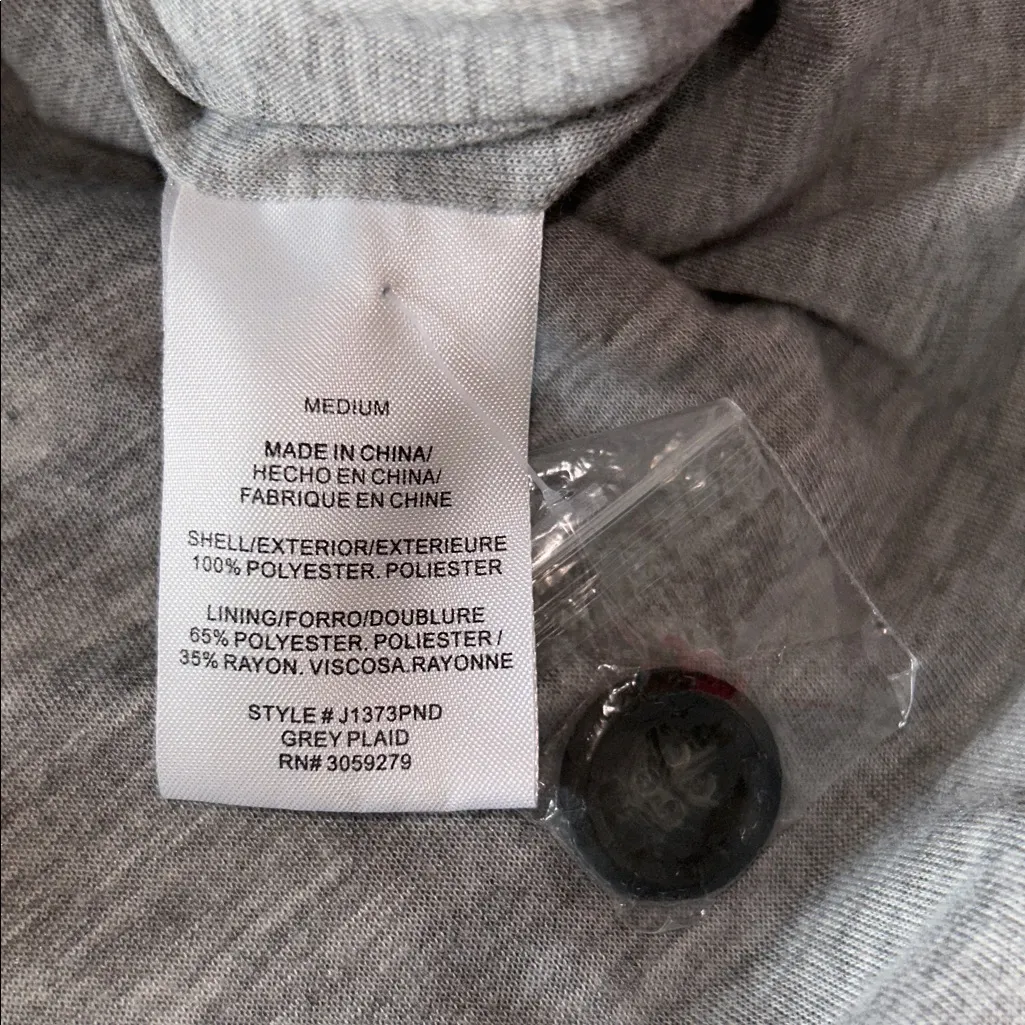 MEDIUM
MADE IN CHINA/
HECHO EN CHINA/
FABRIQUE EN CHINE
SHELL/EXTERIOR/EXTERIEURE
100% POLYESTER. POLIESTER
LINING/FORRO/DOUBLURE
65% POLYESTER. POLIESTER /
35% RAYON. VISCOSA.RAYONNE
STYLE # J1373PND
GREY PLAID
RN# 3059279